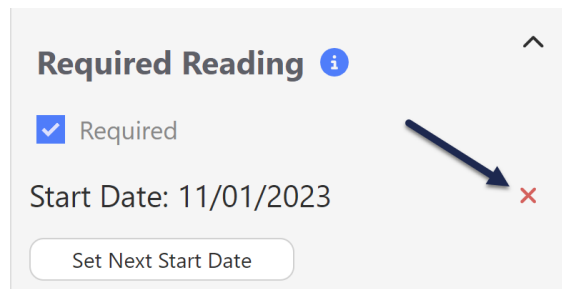 Required Reading
Required
Start Date: 11/01/2023
Set Next Start Date